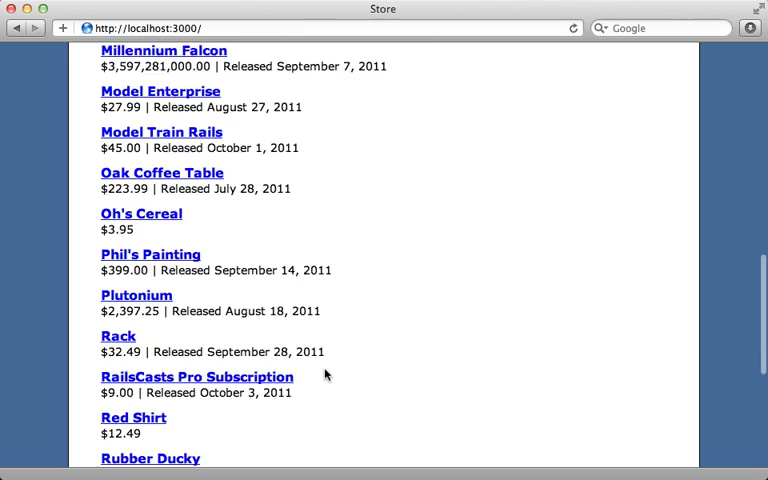 Store
http://localhost:3000/
Google
Millennium Falcon
$3,597,281,000.00 | Released September 7, 2011
Model Enterprise
$27.99 | Released August 27, 2011
Model Train Rails
$45.00 | Released October 1, 2011
Oak Coffee Table
$223.99 | Released July 28, 2011
Oh's Cereal
$3.95
Phil's Painting
$399.00 | Released September 14, 2011
Plutonium
$2,397.25 | Released August 18, 2011
Rack
$32.49 | Released September 28, 2011
RailsCasts Pro Subscription
$9.00 | Released October 3, 2011
Red Shirt
$12.49
Rubber Ducky